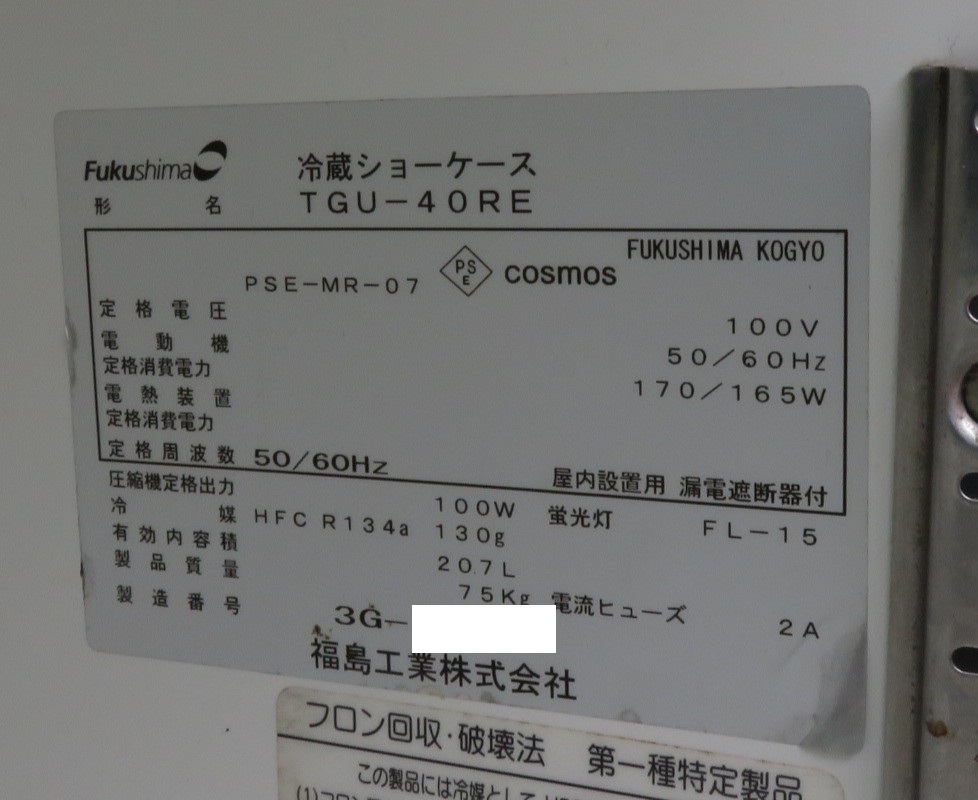 Fukushima 冷蔵ショーケース
形名 TGU-40RE
FUKUSHIMA KOGYO
PSE-MR-07 PSE cosmos
定格電圧 100V
電動機 50/60Hz
定格消費電力 170/165W
電熱装置
定格消費電力
定格周波数 50/60Hz
屋内設置用 漏電遮断器付
圧縮機定格出力 100W 蛍光灯 FL-15
冷媒 HFC R134a 130g
有効内容積 207L
製品質量 75Kg 電流ヒューズ 2A
製造番号 3G-
福島工業株式会社
フロン回収・破壊法 第一種特定製品
この製品には冷媒として
(1)フロン